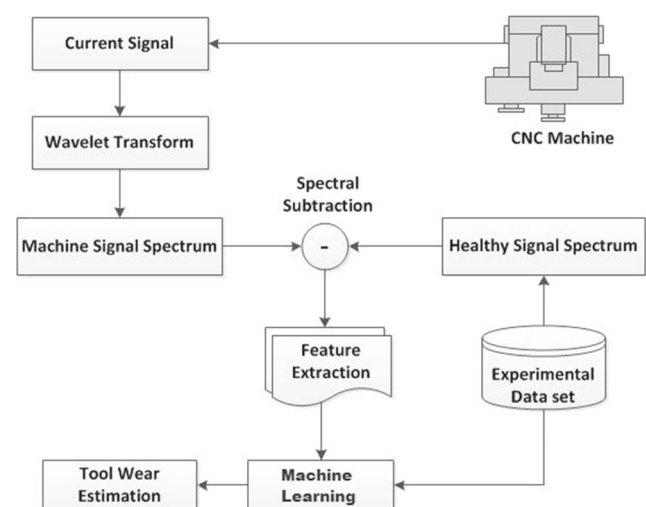 Current Signal
CNC Machine
Wavelet Transform
Spectral
Subtraction
Machine Signal Spectrum
-
Healthy Signal Spectrum
Feature
Extraction
Experimental
Data set
Tool Wear
Estimation
Machine
Learning